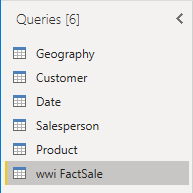 Queries [6]
Geography
Customer
Date
Salesperson
Product
wwi FactSale